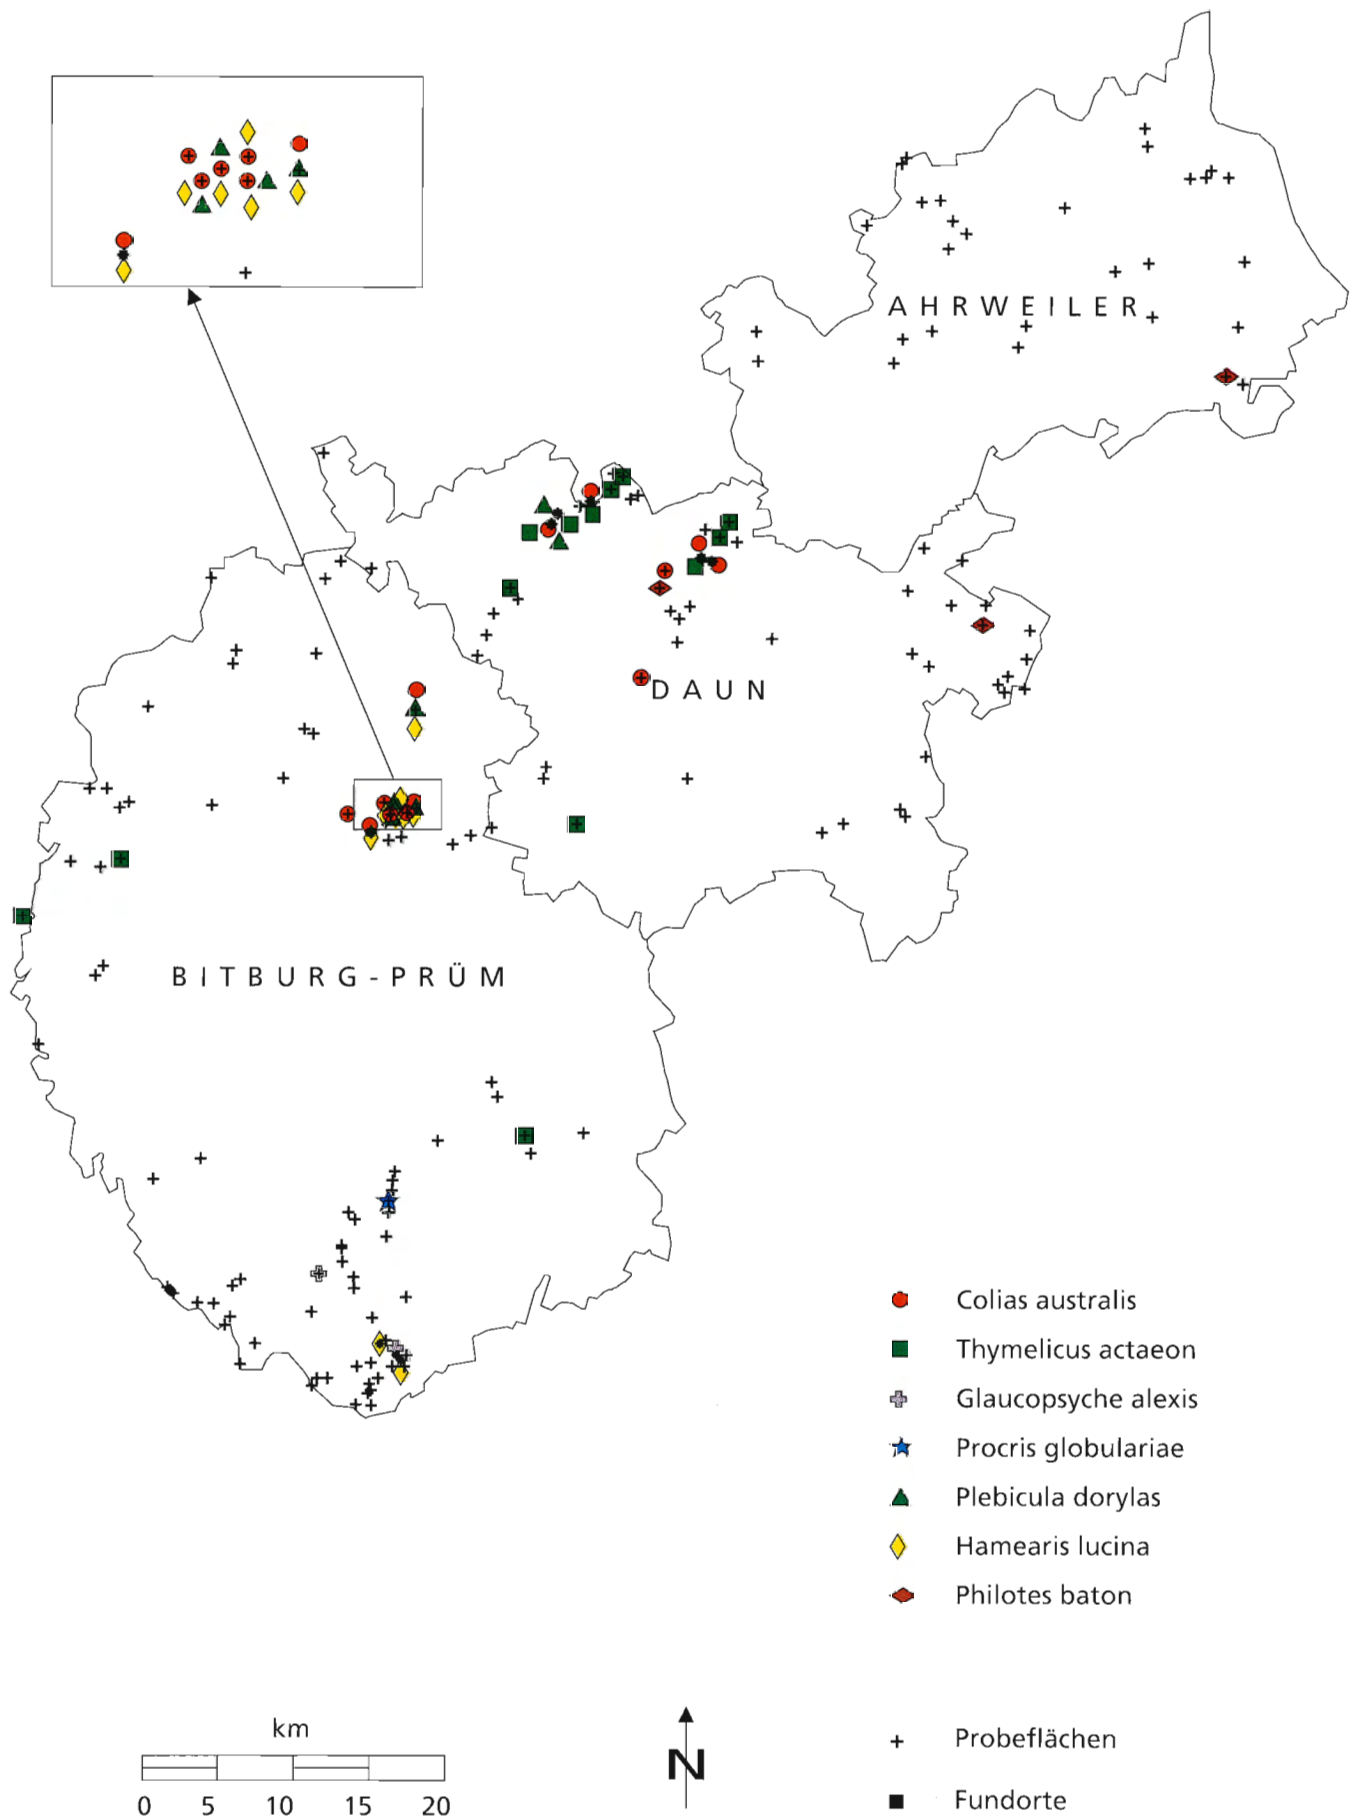 AHRWEILER
DAUN
BITBURG-PRÜM
Colias australis
Thymelicus actaeon
Glaucopsyche alexis
Procris globulariae
Plebicula dorylas
Hamearis lucina
Philotes baton
km
0 5 10 15 20
N
Probeflächen
Fundorte